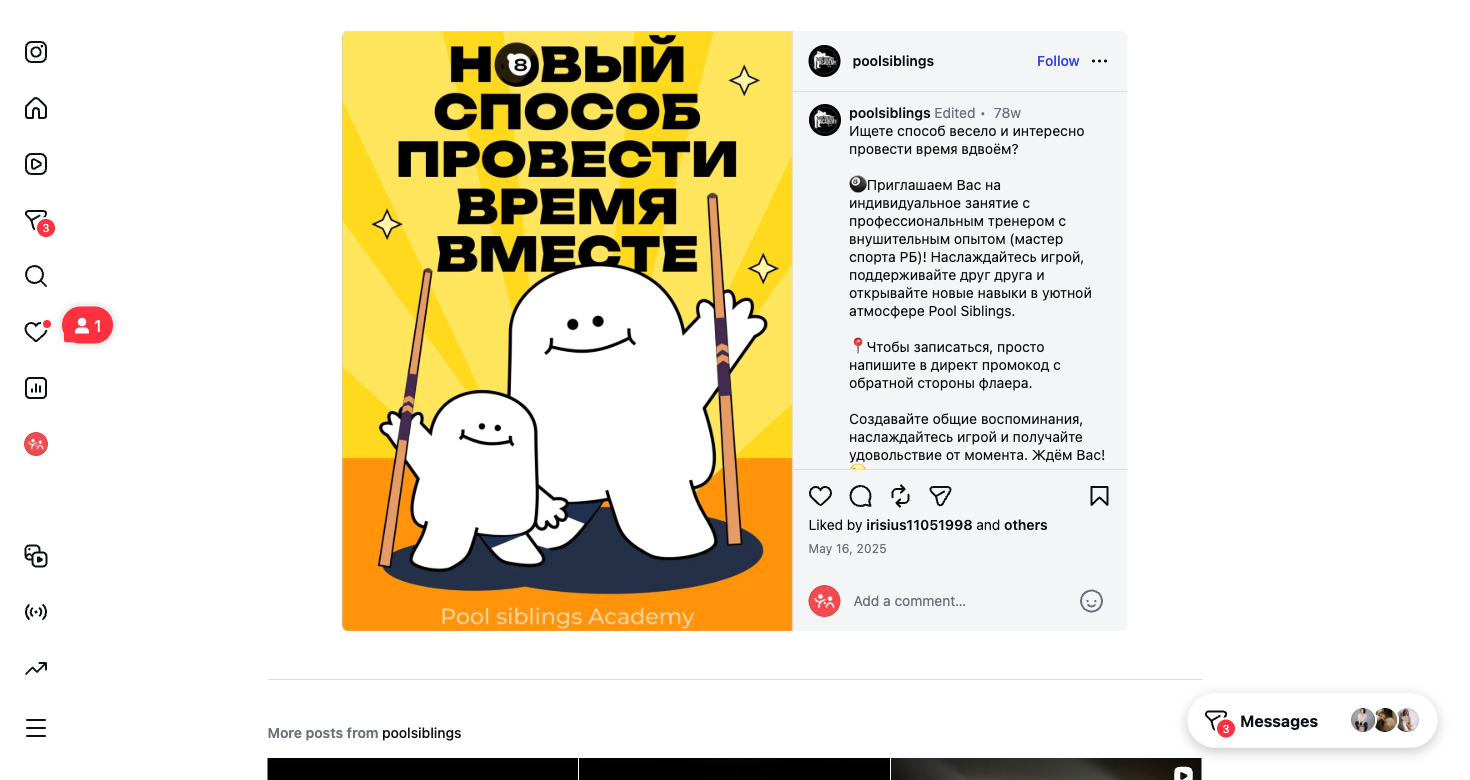 НОВЫЙ
СПОСОБ
ПРОВЕСТИ
ВРЕМЯ
ВМЕСТЕ
8
Pool siblings Academy
poolsiblings
Follow
poolsiblings Edited • 78w
Ищете способ весело и интересно
провести время вдвоём?
🎱Приглашаем Вас на
индивидуальное занятие с
профессиональным тренером с
внушительным опытом (мастер
спорта РБ)! Наслаждайтесь игрой,
поддерживайте друг друга и
открывайте новые навыки в уютной
атмосфере Pool Siblings.
📍Чтобы записаться, просто
напишите в директ промокод с
обратной стороны флаера.
Создавайте общие воспоминания,
наслаждайтесь игрой и получайте
удовольствие от момента. Ждём Вас!
Liked by irisius11051998 and others
May 16, 2025
Add a comment...
3
1
More posts from poolsiblings
3
Messages